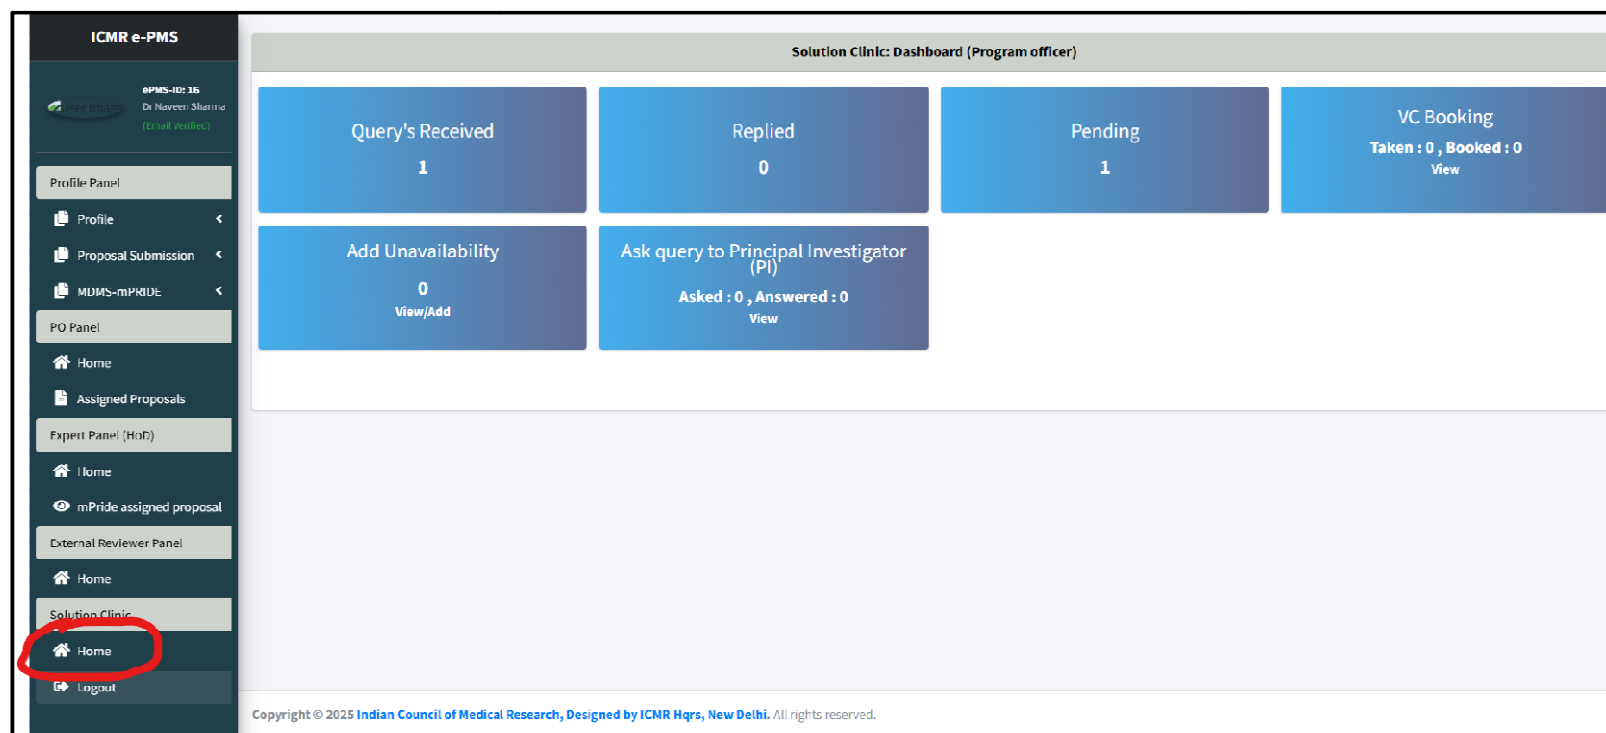 ICMR e-PMS
User Image
ePMS-ID: 16
Dr Naveen Sharma
(Email Verified)
Profile Panel
Profile
Proposal Submission
MDMS-mPRIDE
PO Panel
Home
Assigned Proposals
Expert Panel (HoD)
Home
mPride assigned proposal
External Reviewer Panel
Home
Solution Clinic
Home
Logout
Solution Clinic: Dashboard (Program officer)
Query's Received
1
Replied
0
Pending
1
VC Booking
Taken : 0 , Booked : 0
View
Add Unavailability
0
View/Add
Ask query to Principal Investigator
(PI)
Asked : 0 , Answered : 0
View
Copyright © 2025 Indian Council of Medical Research, Designed by ICMR Hqrs, New Delhi. All rights reserved.